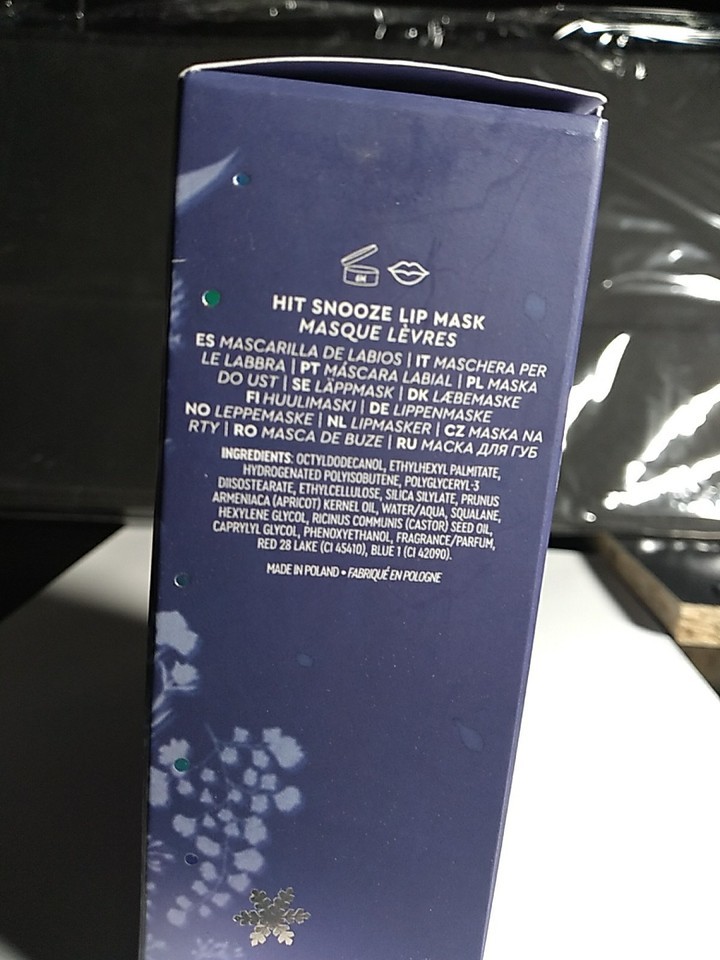 6M
HIT SNOOZE LIP MASK
MASQUE LÈVRES
ES MASCARILLA DE LABIOS | IT MASCHERA PER
LE LABBRA | PT MÁSCARA LABIAL | PL MASKA
DO UST | SE LÄPPMASK | DK LÆBEMASKE
FI HUULIMASKI | DE LIPPENMASKE
NO LEPPEMASKE | NL LIPMASKER | CZ MASKA NA
RTY | RO MASCA DE BUZE | RU МАСКА ДЛЯ ГУБ
INGREDIENTS: OCTYLDODECANOL, ETHYLHEXYL PALMITATE,
HYDROGENATED POLYISOBUTENE, POLYGLYCERYL-3
DIISOSTEARATE, ETHYLCELLULOSE, SILICA SILYLATE, PRUNUS
ARMENIACA (APRICOT) KERNEL OIL, WATER/AQUA, SQUALANE,
HEXYLENE GLYCOL, RICINUS COMMUNIS (CASTOR) SEED OIL,
CAPRYLYL GLYCOL, PHENOXYETHANOL, FRAGRANCE/PARFUM,
RED 28 LAKE (CI 45410), BLUE 1 (CI 42090).
MADE IN POLAND • FABRIQUÉ EN POLOGNE